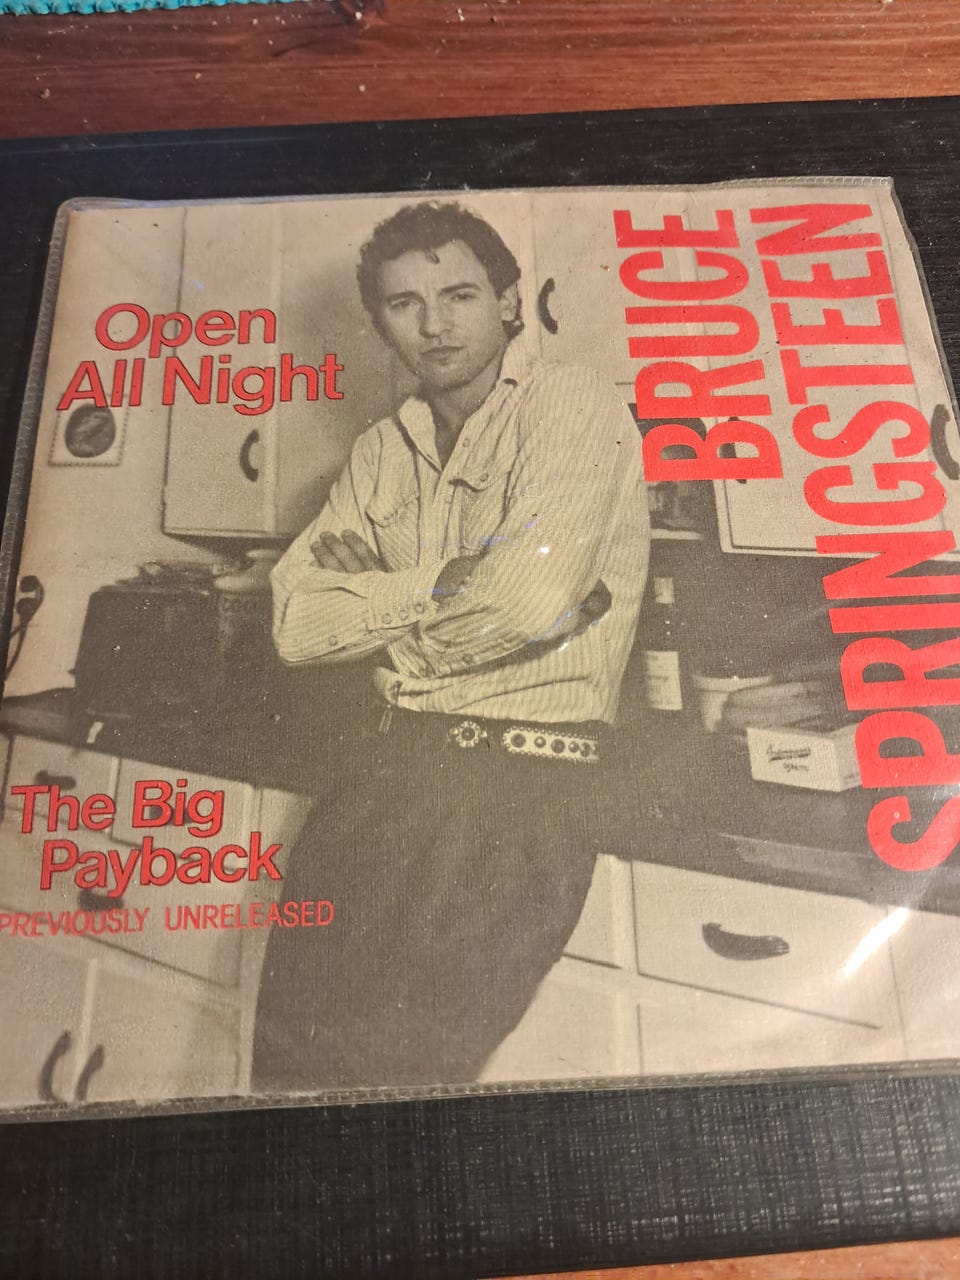 Open
All Night
BRUCE
SPRINGSTEEN
The Big
Payback
PREVIOUSLY UNRELEASED